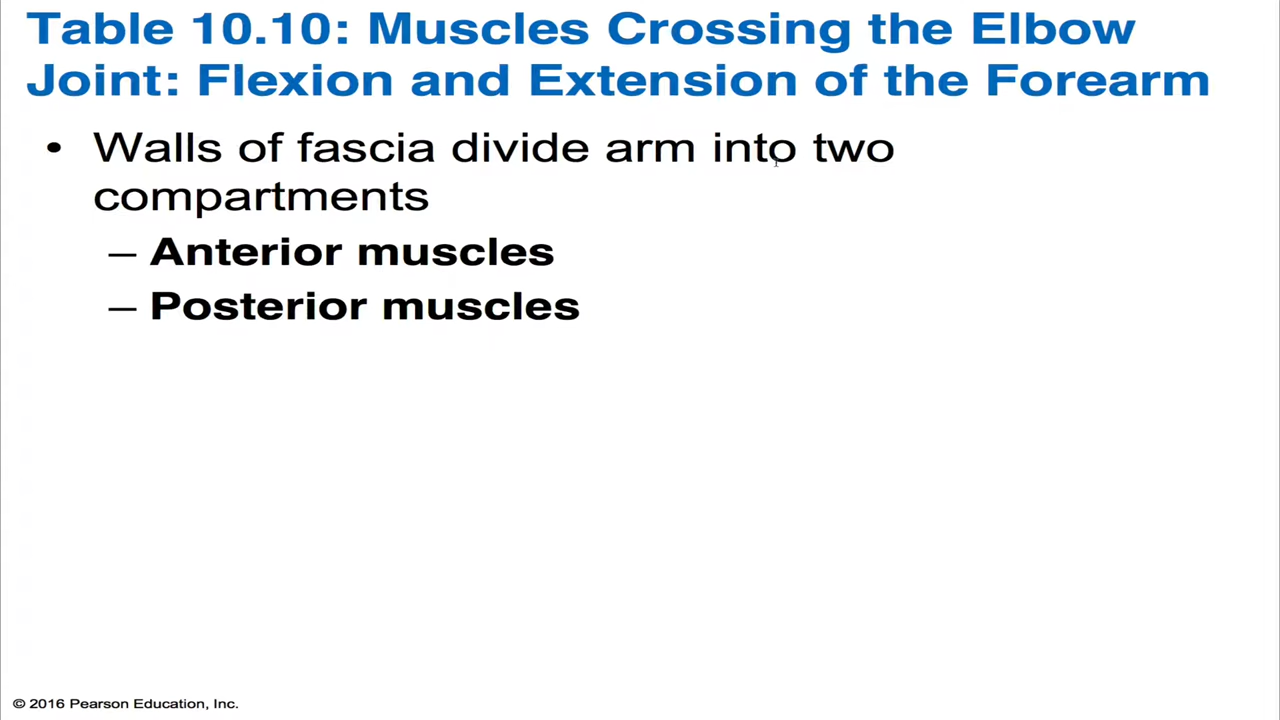 Table 10.10: Muscles Crossing the Elbow
Joint: Flexion and Extension of the Forearm
• Walls of fascia divide arm into two
compartments
– Anterior muscles
– Posterior muscles
© 2016 Pearson Education, Inc.